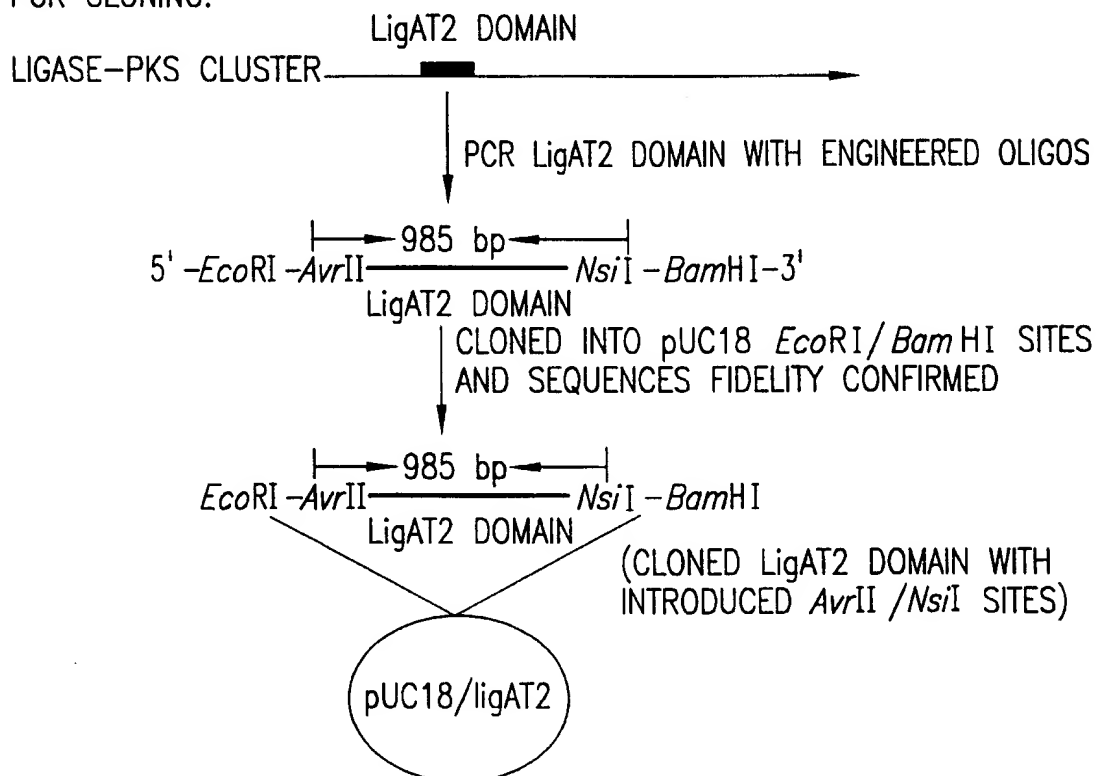 LigAT2 DOMAIN
LIGASE-PKS CLUSTER
PCR LigAT2 DOMAIN WITH ENGINEERED OLIGOS
985 bp
5' -EcoRI -AvrII NsiI -BamHI-3'
LigAT2 DOMAIN
CLONED INTO pUC18 EcoRI/BamHI SITES
AND SEQUENCES FIDELITY CONFIRMED
985 bp
EcoRI -AvrII NsiI -BamHI
LigAT2 DOMAIN
(CLONED LigAT2 DOMAIN WITH
INTRODUCED AvrII /NsiI SITES)
pUC18/ligAT2